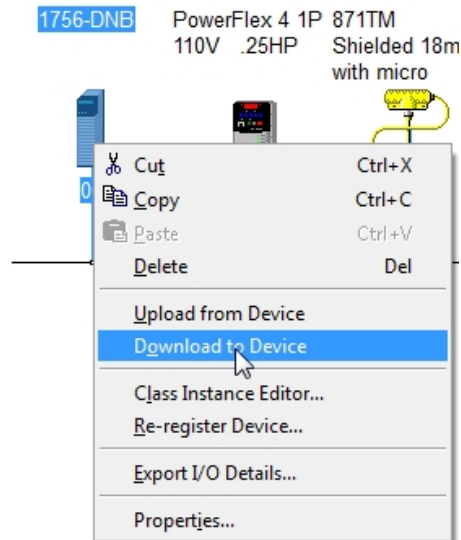 1756-DNB
PowerFlex 4 1P
110V .25HP
871TM
Shielded 18m
with micro
0
Cut Ctrl+X
Copy Ctrl+C
Paste Ctrl+V
Delete Del
Upload from Device
Download to Device
Class Instance Editor...
Re-register Device...
Export I/O Details...
Properties...